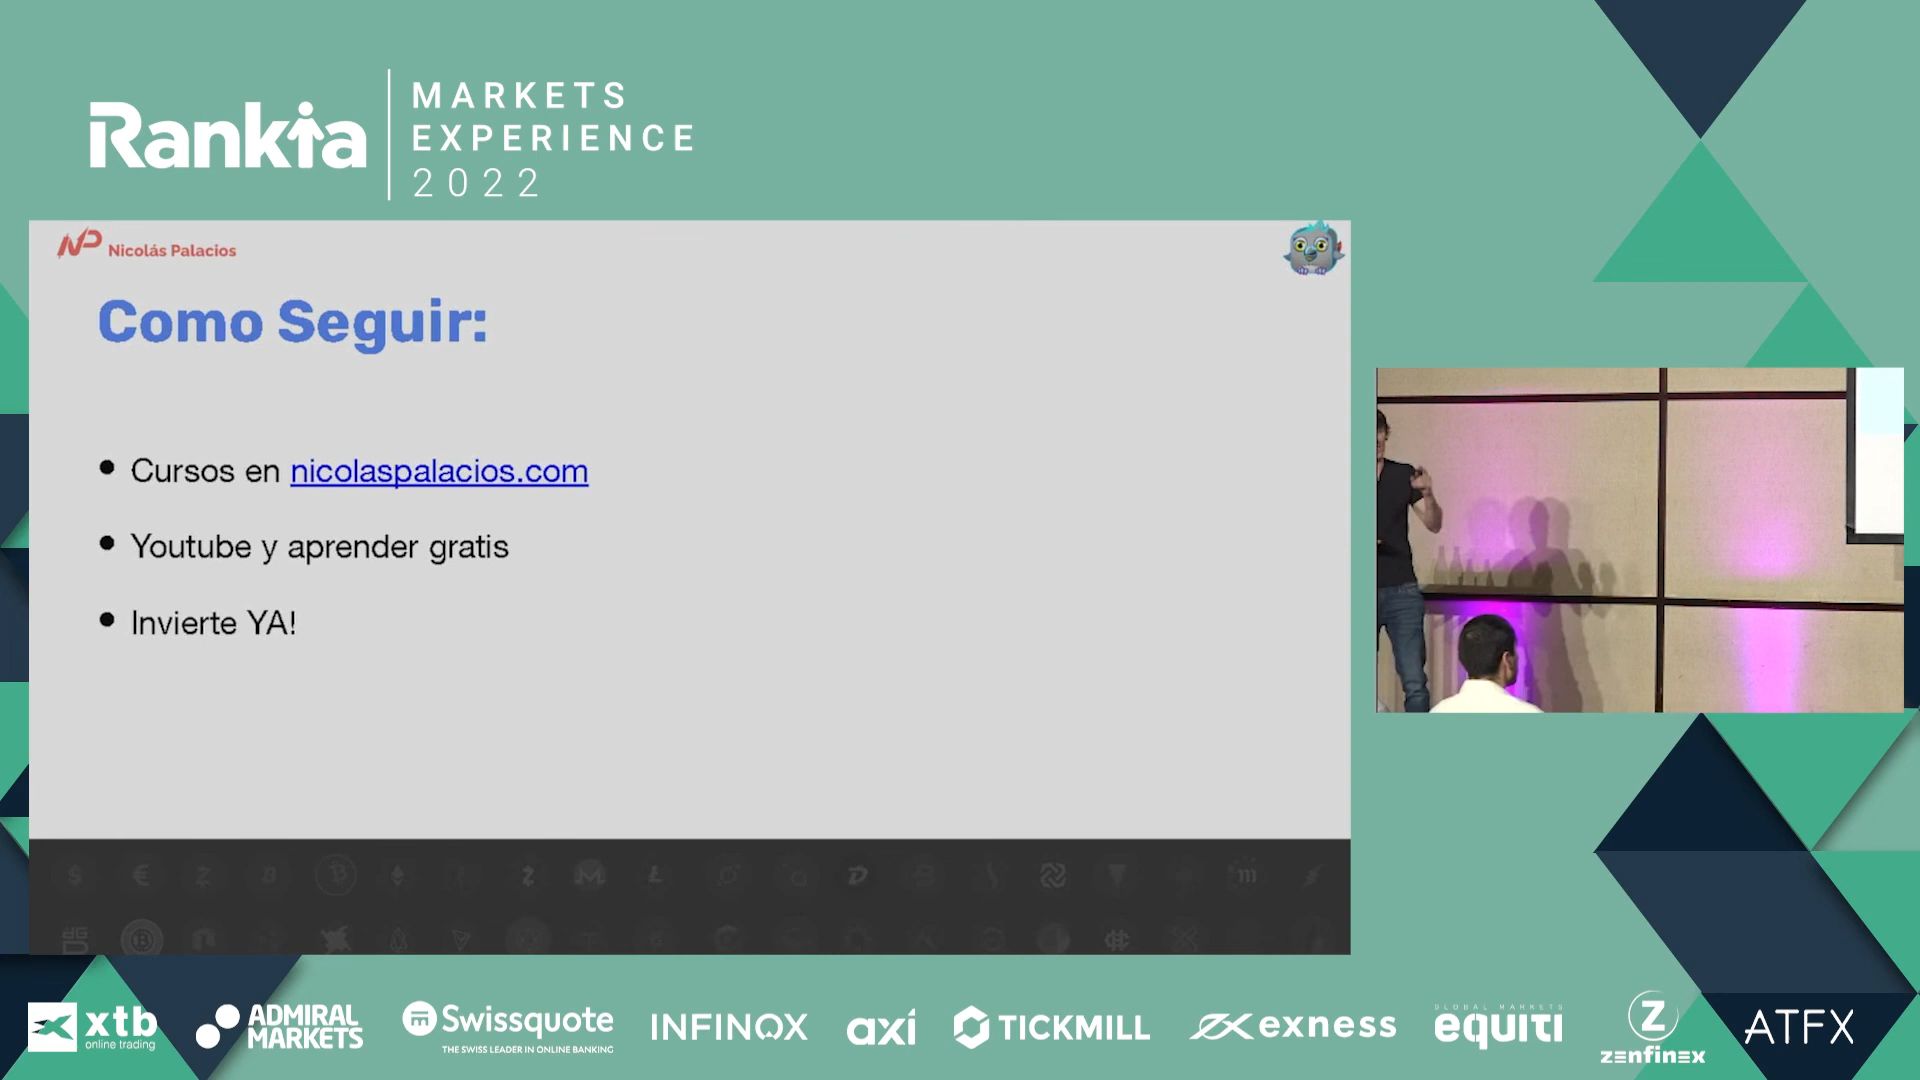 Rankia
MARKETS
EXPERIENCE
2022
NP Nicolás Palacios
Como Seguir:
• Cursos en nicolaspalacios.com
• Youtube y aprender gratis
• Invierte YA!
xtb
online trading
ADMIRAL
MARKETS
Swissquote
THE SWISS LEADER IN ONLINE BANKING
INFINOX
axi
TICKMILL
exness
GLOBAL MARKETS
equiti
Z
zenfinex
ATFX